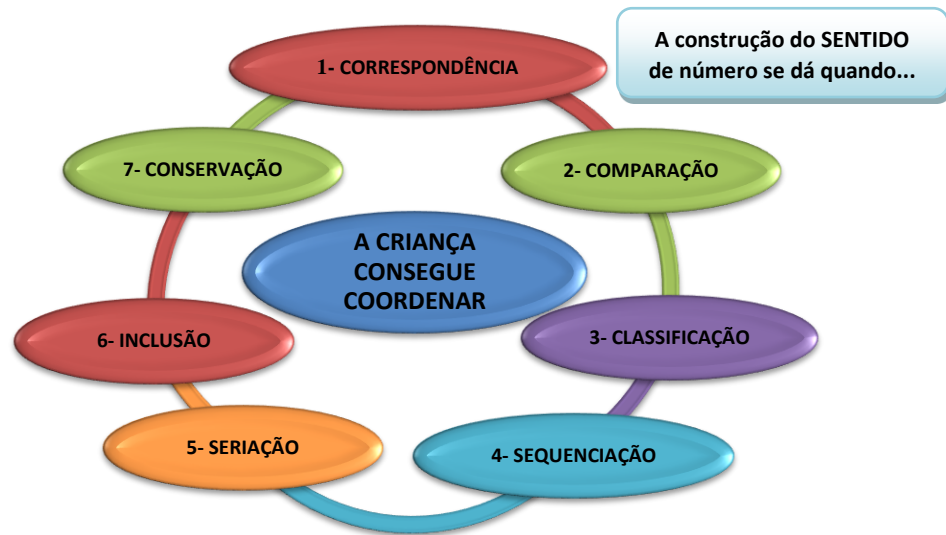 A construção do SENTIDO
de número se dá quando...
1- CORRESPONDÊNCIA
2- COMPARAÇÃO
3- CLASSIFICAÇÃO
4- SEQUENCIAÇÃO
5- SERIAÇÃO
6- INCLUSÃO
7- CONSERVAÇÃO
A CRIANÇA
CONSEGUE
COORDENAR